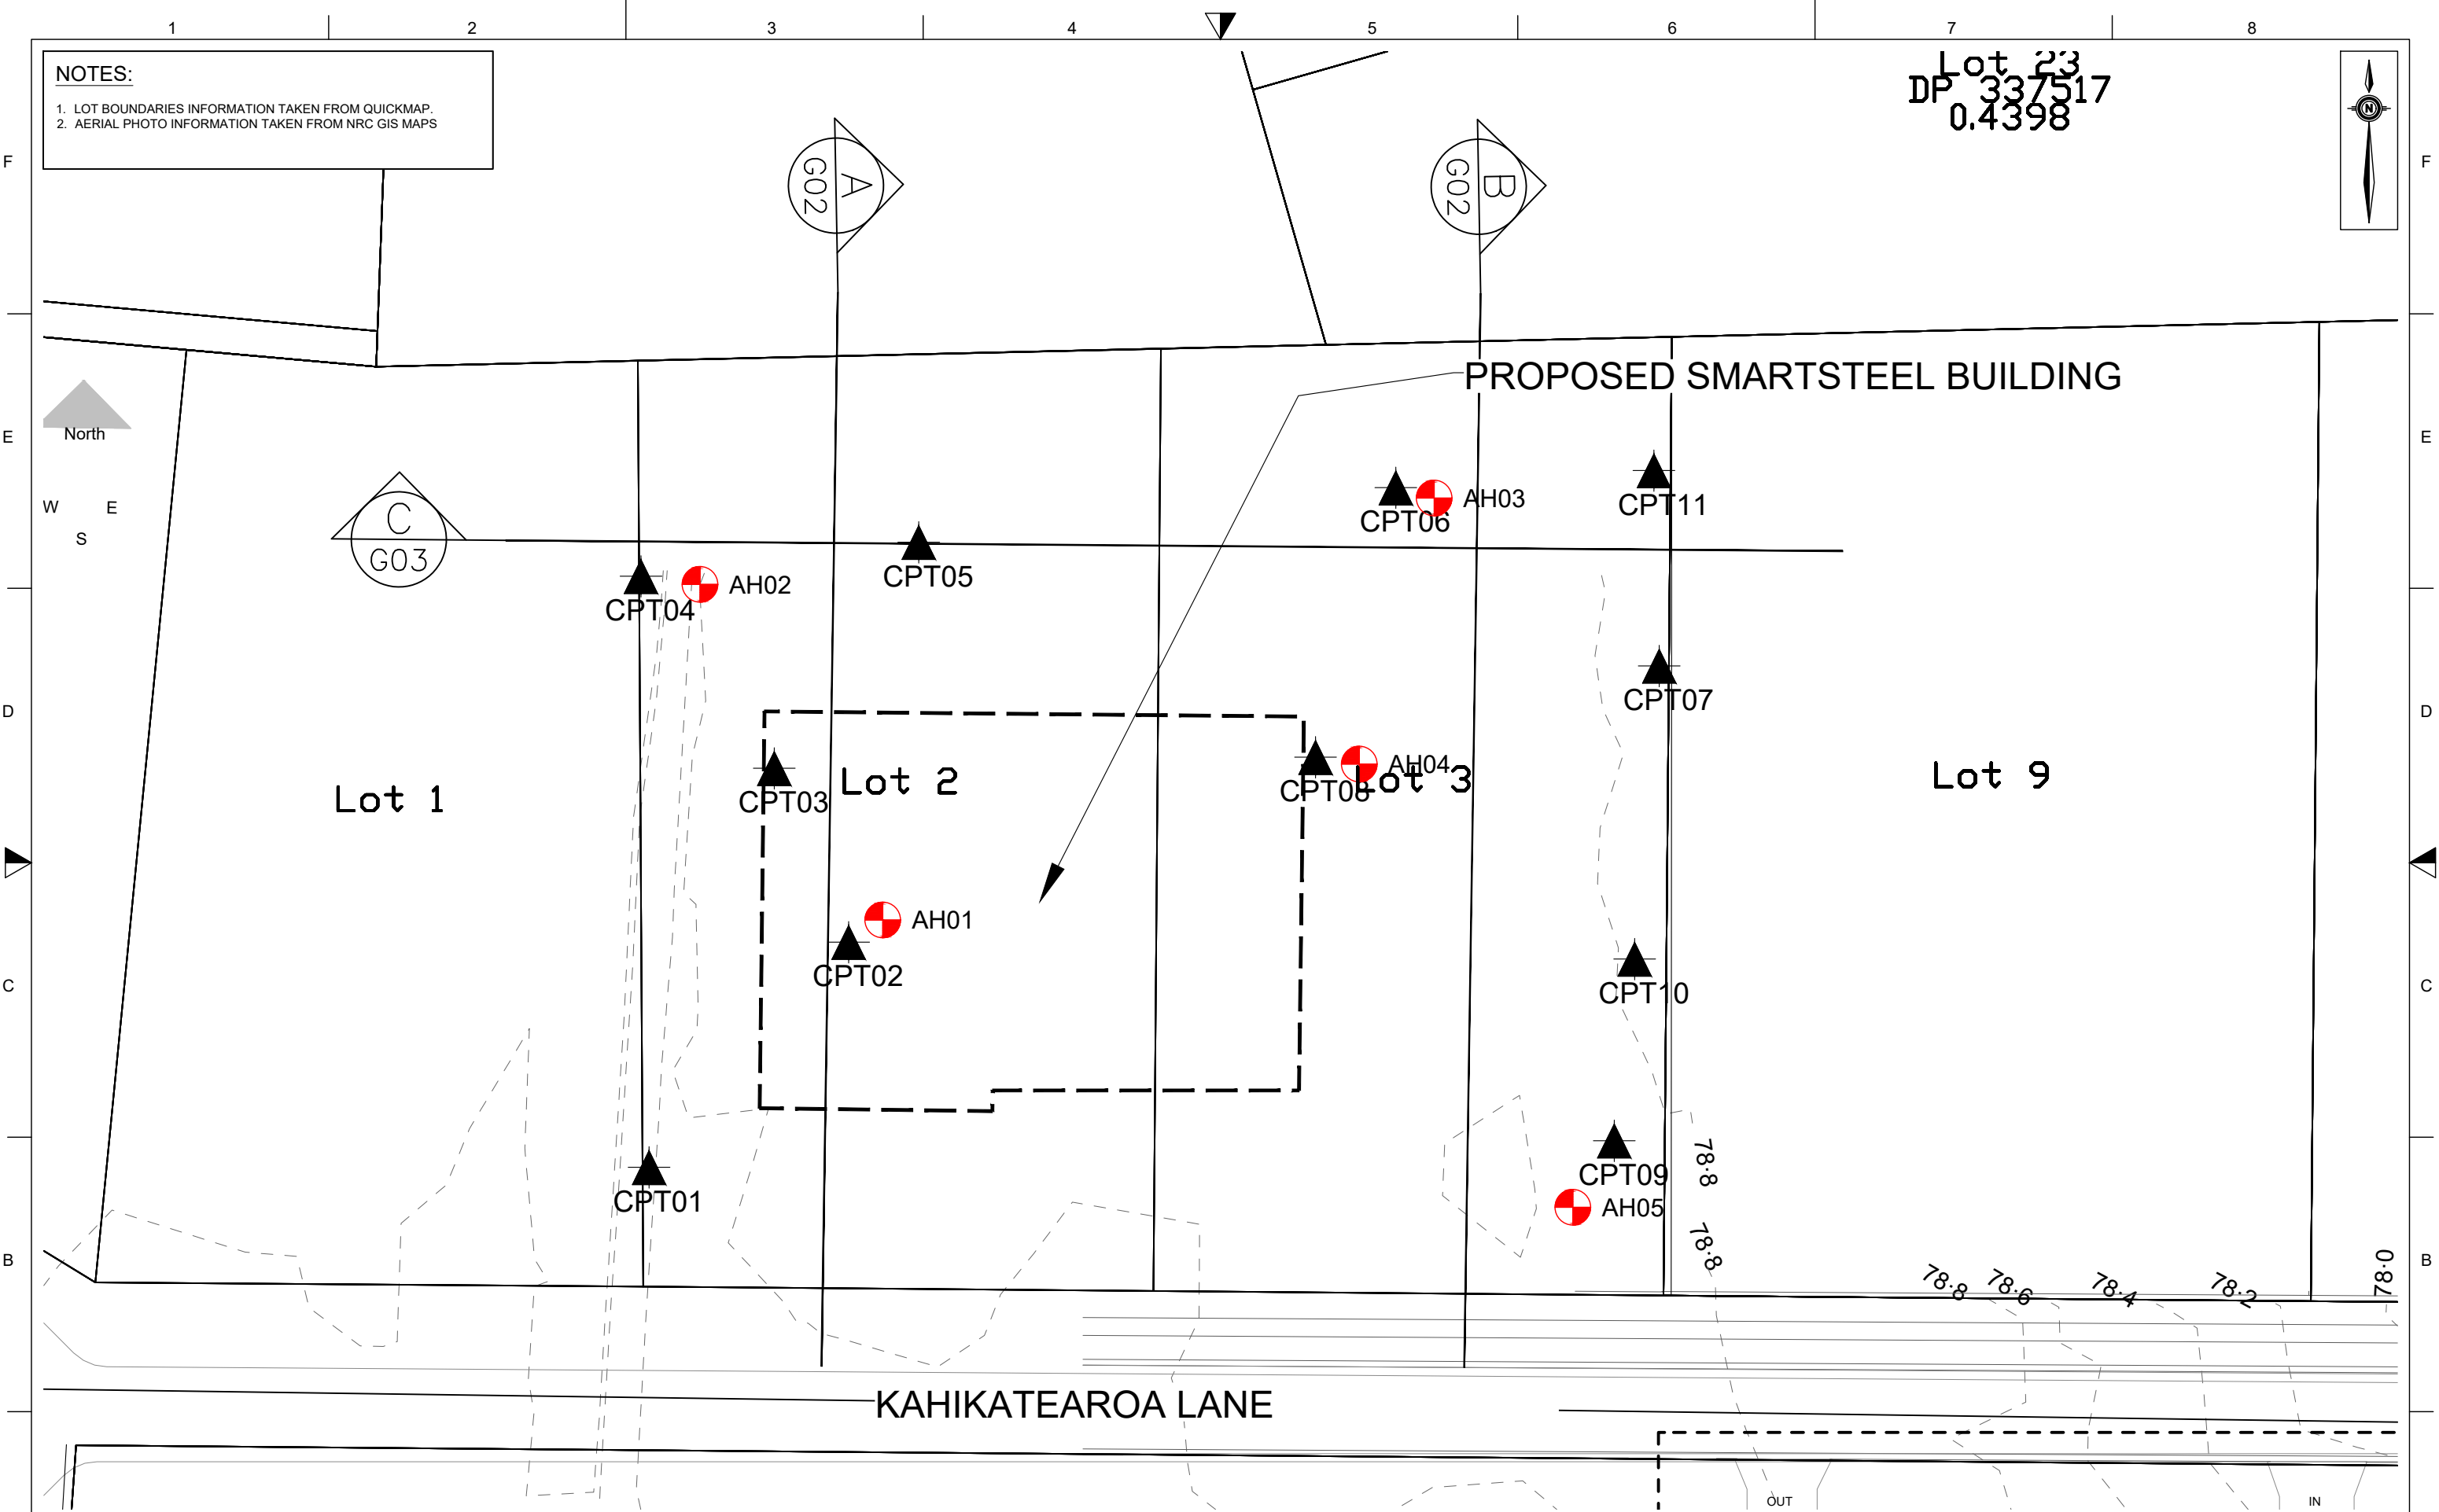 1 2 3 4 5 6 7 8
NOTES:
1. LOT BOUNDARIES INFORMATION TAKEN FROM QUICKMAP.
2. AERIAL PHOTO INFORMATION TAKEN FROM NRC GIS MAPS
Lot 23
DP 337517
0.4398
N
F
F
A
G02
B
G02
PROPOSED SMARTSTEEL BUILDING
North
E
E
W E
S
C
G03
CPT06
AH03
CPT11
CPT05
CPT04
AH02
CPT07
D
D
Lot 1
CPT03
Lot 2
CPT08
AH04
Lot 3
Lot 9
AH01
CPT02
C
C
CPT10
CPT01
CPT09
AH05
78.8
78.8
B
B
78.8
78.6
78.4
78.2
78.0
KAHIKATEAROA LANE
OUT
IN